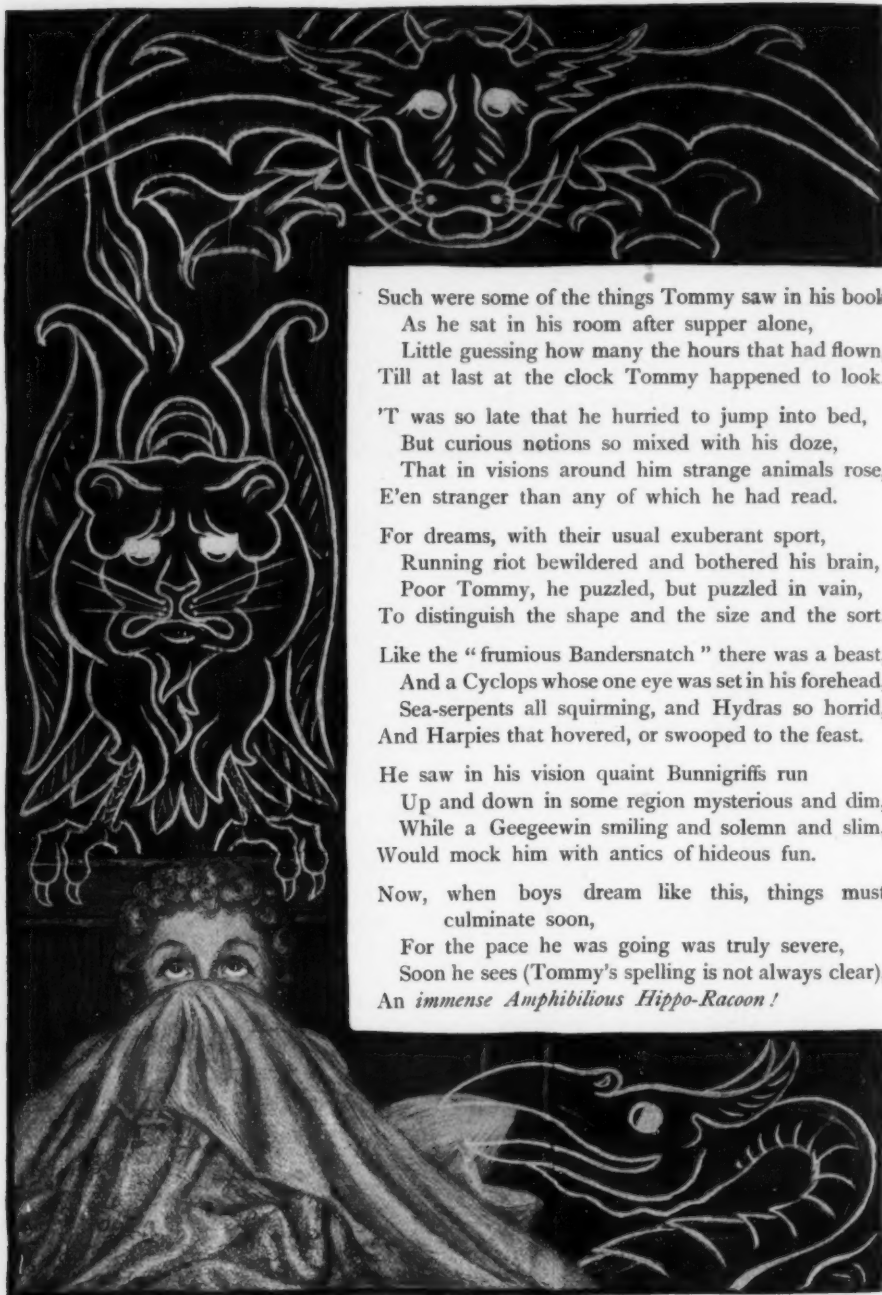 Such were some of the things Tommy saw in his book
As he sat in his room after supper alone,
Little guessing how many the hours that had flown
Till at last at the clock Tommy happened to look
'T was so late that he hurried to jump into bed,
But curious notions so mixed with his doze,
That in visions around him strange animals rose,
E'en stranger than any of which he had read.
For dreams, with their usual exuberant sport,
Running riot bewildered and bothered his brain,
Poor Tommy, he puzzled, but puzzled in vain,
To distinguish the shape and the size and the sort
Like the “frumious Bandersnatch” there was a beast
And a Cyclops whose one eye was set in his forehead
Sea-serpents all squirming, and Hydras so horrid,
And Harpies that hovered, or swooped to the feast.
He saw in his vision quaint Bunnigriffs run
Up and down in some region mysterious and dim,
While a Geegeewin smiling and solemn and slim,
Would mock him with antics of hideous fun.
Now, when boys dream like this, things must
culminate soon,
For the pace he was going was truly severe,
Soon he sees (Tommy's spelling is not always clear)
An immense Amphibilious Hippo-Racoon!